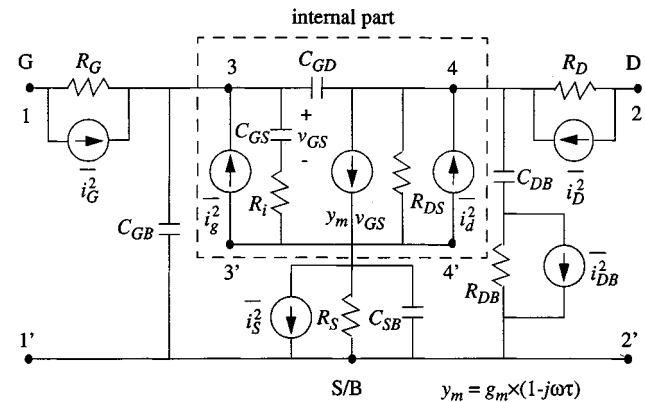 internal part
G
R_G
3
C_GD
4
R_D
D
1
2
+
C_GS
v_GS
-
i_G^2
i_g^2
R_i
y_m v_GS
R_DS
i_d^2
C_DB
i_D^2
C_GB
3'
4'
R_DB
i_DB^2
i_S^2
R_S
C_SB
1'
2'
S/B
y_m = g_m×(1-jωτ)